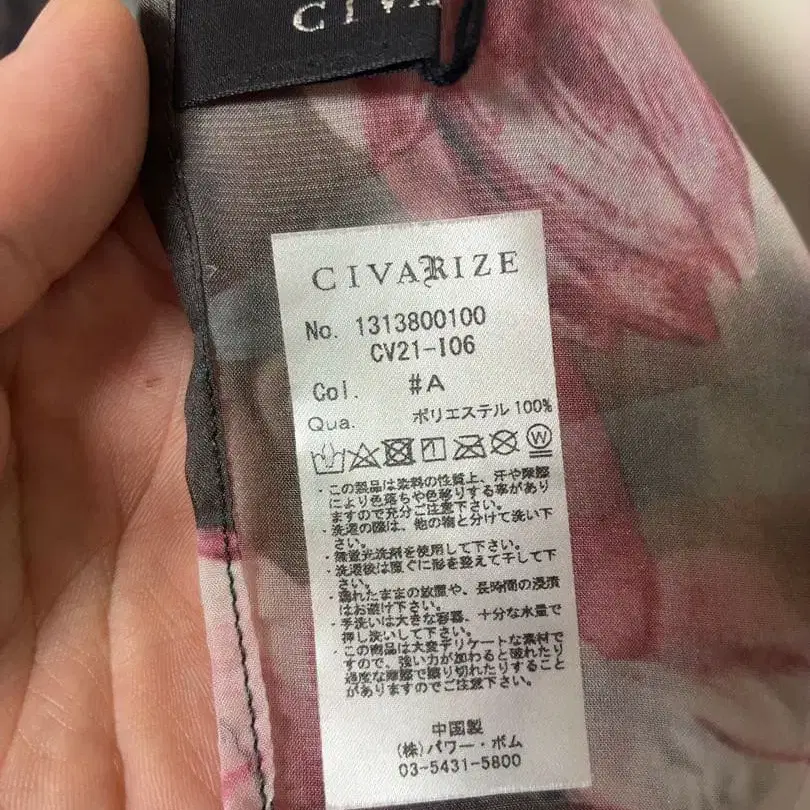 CIVA
CIVARIZE
No. 1313800100
CV21-I06
Col. #A
Qua. ポリエステル 100%
W
・この製品は染料の性質上、汗や摩擦
により色落ちや色移りする事があり
ますので充分ご注意下さい。
・洗濯の際は、他の物と分けて洗い下
さい。
・無蛍光洗剤を使用して下さい。
・洗濯後は直ぐに形を整えて干して下
さい。
・濡れたままの放置や、長時間の浸漬
はお避け下さい。
・手洗いは大きな容器、十分な水量で
押し洗いして下さい。
・この商品は大変デリケートな素材で
すので、強い力が加わると破れたり
過度な摩擦で擦り切れたりすること
がありますのでご注意下さい。
中国製
(株)パワー・ボム
03-5431-5800